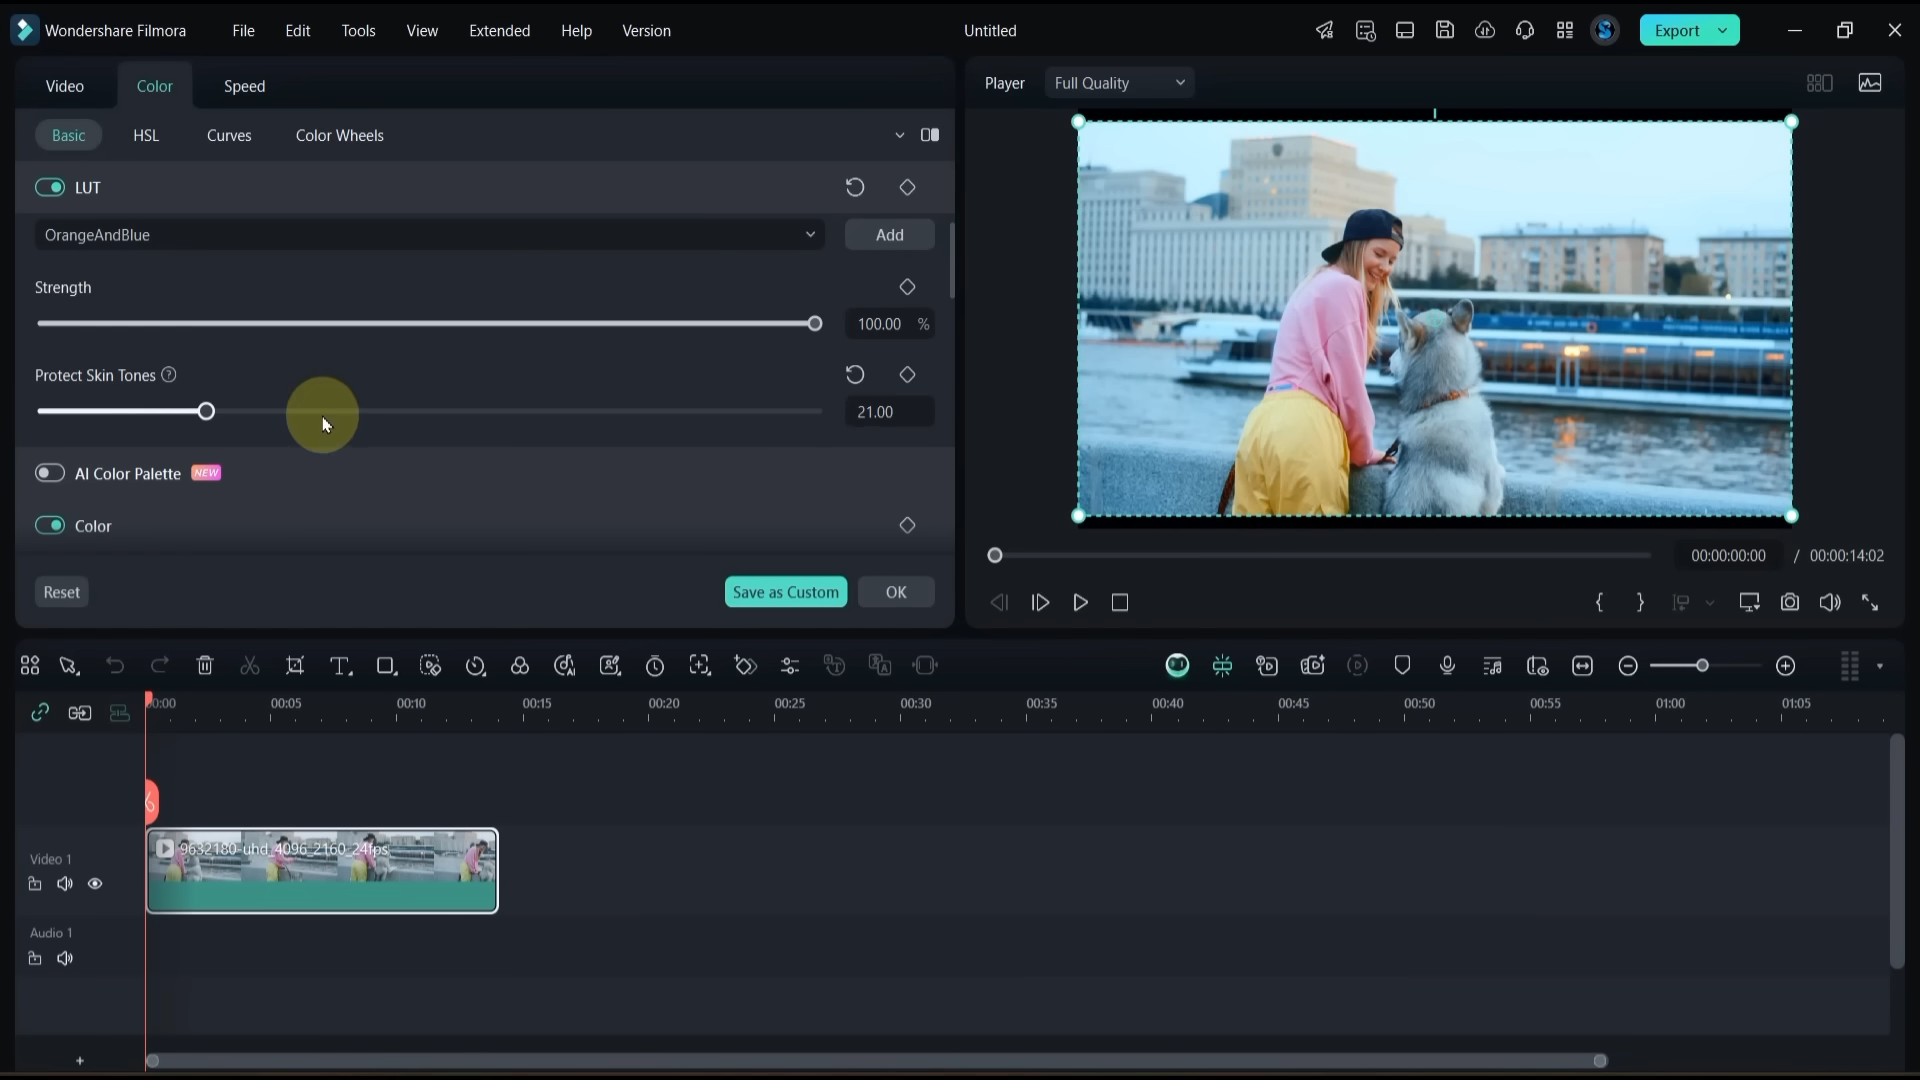 Wondershare Filmora File Edit Tools View Extended Help Version Untitled Export
Video Color Speed
Player Full Quality
Basic HSL Curves Color Wheels
LUT
OrangeAndBlue Add
Strength
100.00 %
Protect Skin Tones ?
21.00
AI Color Palette NEW
Color
00:00:00:00 / 00:00:14:02
Reset Save as Custom OK
00:05 00:10 00:15 00:20 00:25 00:30 00:35 00:40 00:45 00:50 00:55 01:00 01:05
9632180-uhd_4096_2160_24fps
Video 1
Audio 1